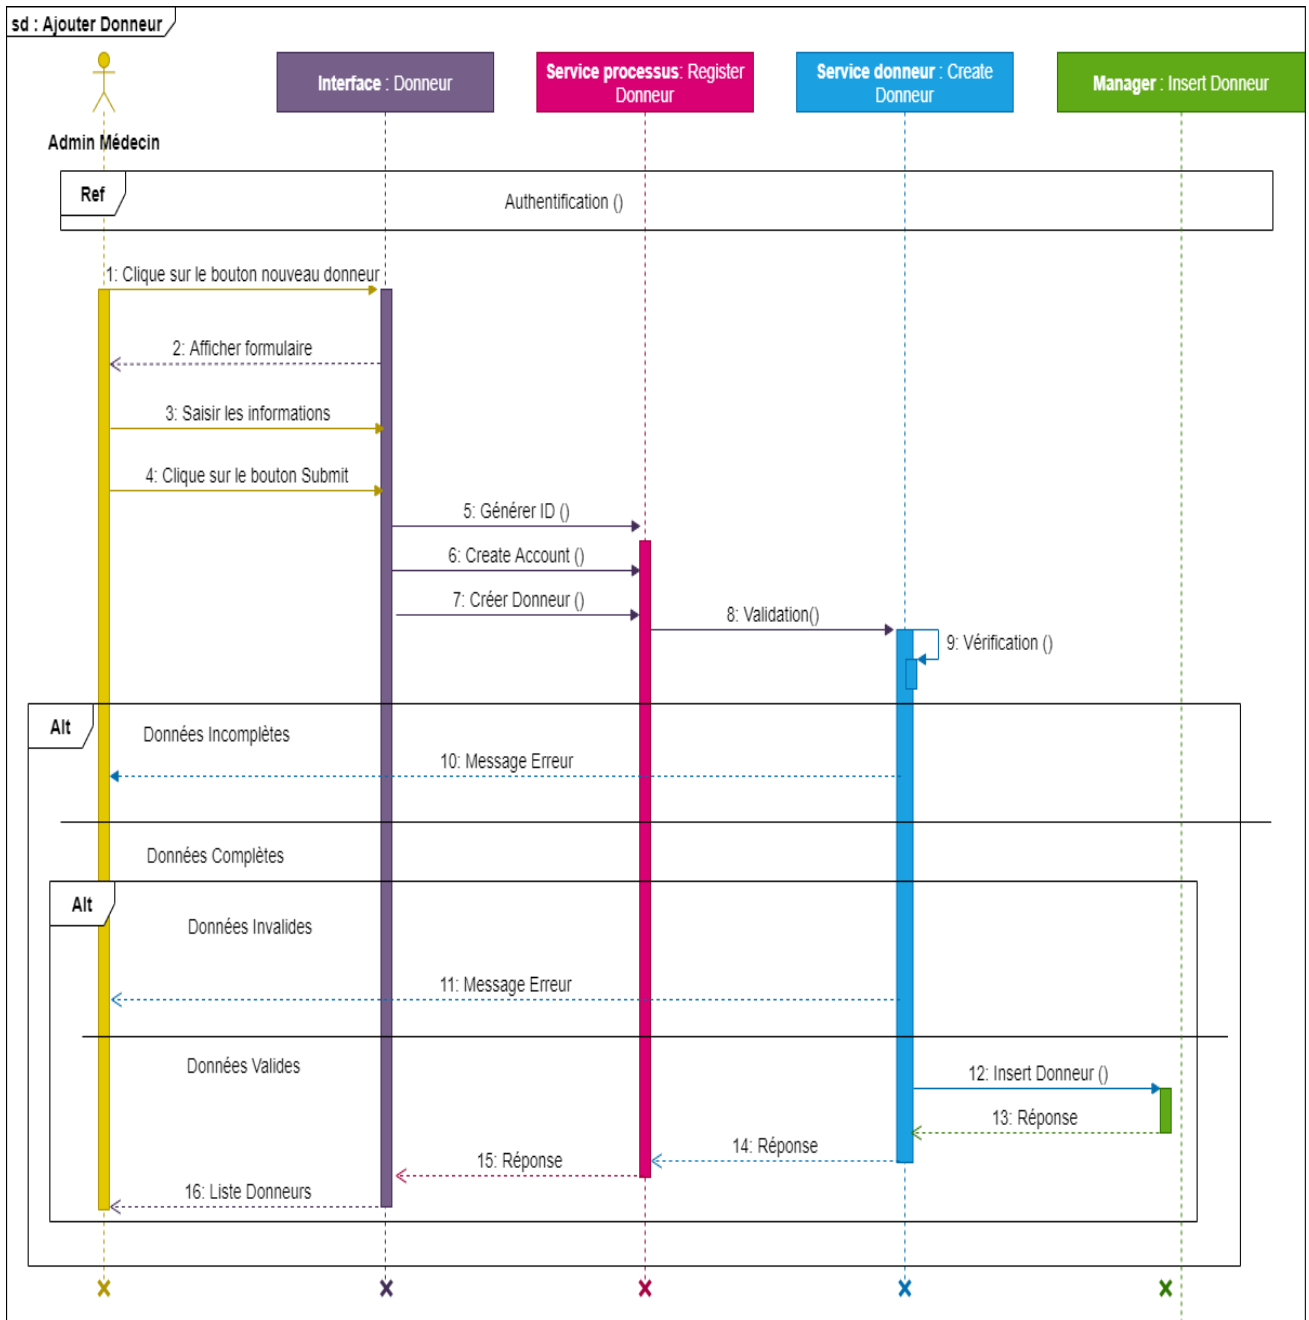 sd : Ajouter Donneur
Interface : Donneur
Service processus: Register
Donneur
Service donneur : Create
Donneur
Manager : Insert Donneur
Admin Médecin
Ref
Authentification ()
1: Clique sur le bouton nouveau donneur
2: Afficher formulaire
3: Saisir les informations
4: Clique sur le bouton Submit
5: Générer ID ()
6: Create Account ()
7: Créer Donneur ()
8: Validation()
9: Vérification ()
Alt
Données Incomplètes
10: Message Erreur
Données Complètes
Alt
Données Invalides
11: Message Erreur
Données Valides
12: Insert Donneur ()
13: Réponse
14: Réponse
15: Réponse
16: Liste Donneurs